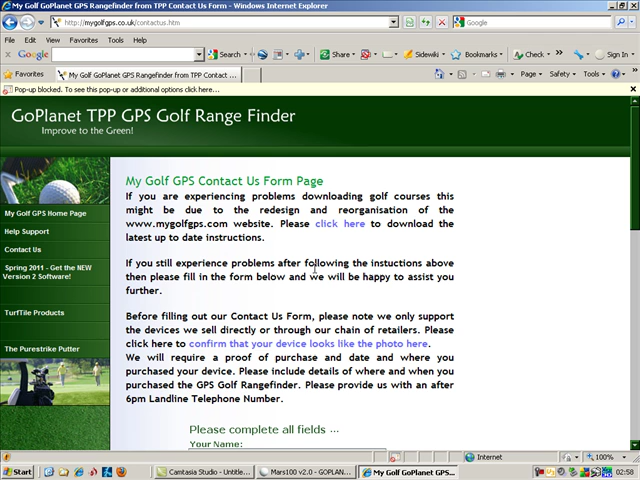 My Golf GoPlanet GPS Rangefinder from TPP Contact Us Form - Windows Internet Explorer
http://mygolfgps.co.uk/contactus.htm
Google
File Edit View Favorites Tools Help
Google
Search
Share
Sidewiki
Bookmarks
Check
Sign In
Favorites
My Golf GoPlanet GPS Rangefinder from TPP Contact ...
Page Safety Tools
Pop-up blocked. To see this pop-up or additional options click here...
GoPlanet TPP GPS Golf Range Finder
Improve to the Green!
My Golf GPS Home Page
Help Support
Contact Us
Spring 2011 - Get the NEW
Version 2 Software!
TurfTile Products
The Purestrike Putter
My Golf GPS Contact Us Form Page
If you are experiencing problems downloading golf courses this
might be due to the redesign and reorganisation of the
www.mygolfgps.com website. Please click here to download the
latest up to date instructions.
If you still experience problems after following the instuctions above
then please fill in the form below and we will be happy to assist you
further.
Before filling out our Contact Us Form, please note we only support
the devices we sell directly or through our chain of retailers. Please
click here to confirm that your device looks like the photo here.
We will require a proof of purchase and date and where you
purchased your device. Please include details of where and when you
purchased the GPS Golf Rangefinder. Please provide us with an after
6pm Landline Telephone Number.
Please complete all fields ...
Your Name:
Internet
100%
Start
Camtasia Studio - Untitle...
Mars100 v2.0 - GOPLAN...
My Golf GoPlanet GPS...
02:58